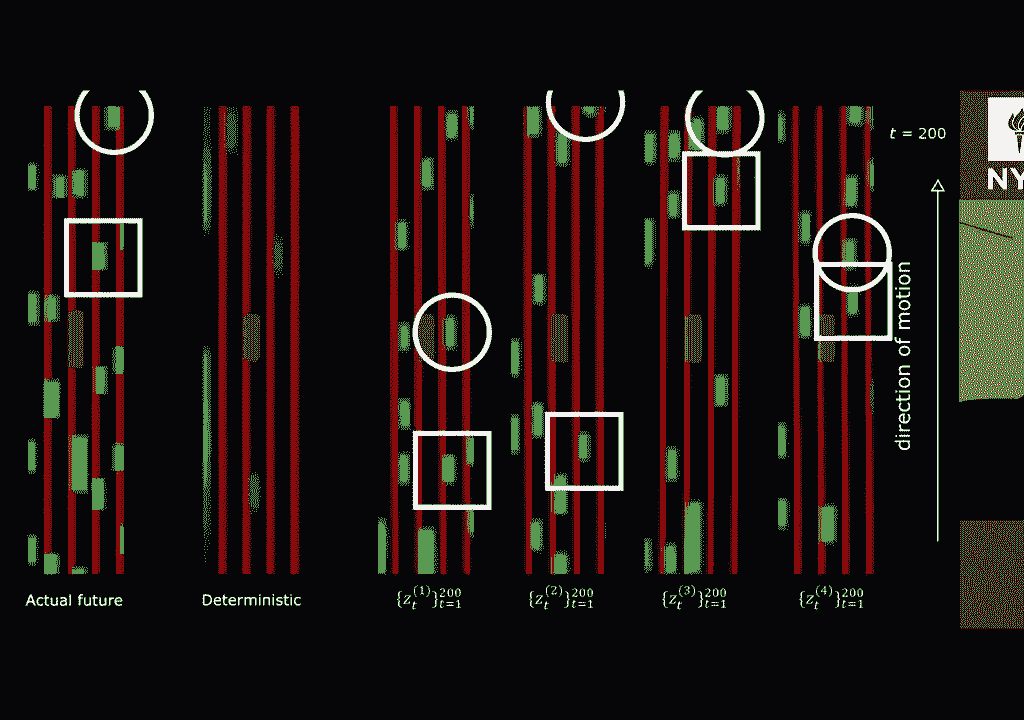 t = 200
NY
direction of motion
Actual future
Deterministic
{z_t^{(1)}}_{t=1}^{200}
{z_t^{(2)}}_{t=1}^{200}
{z_t^{(3)}}_{t=1}^{200}
{z_t^{(4)}}_{t=1}^{200}